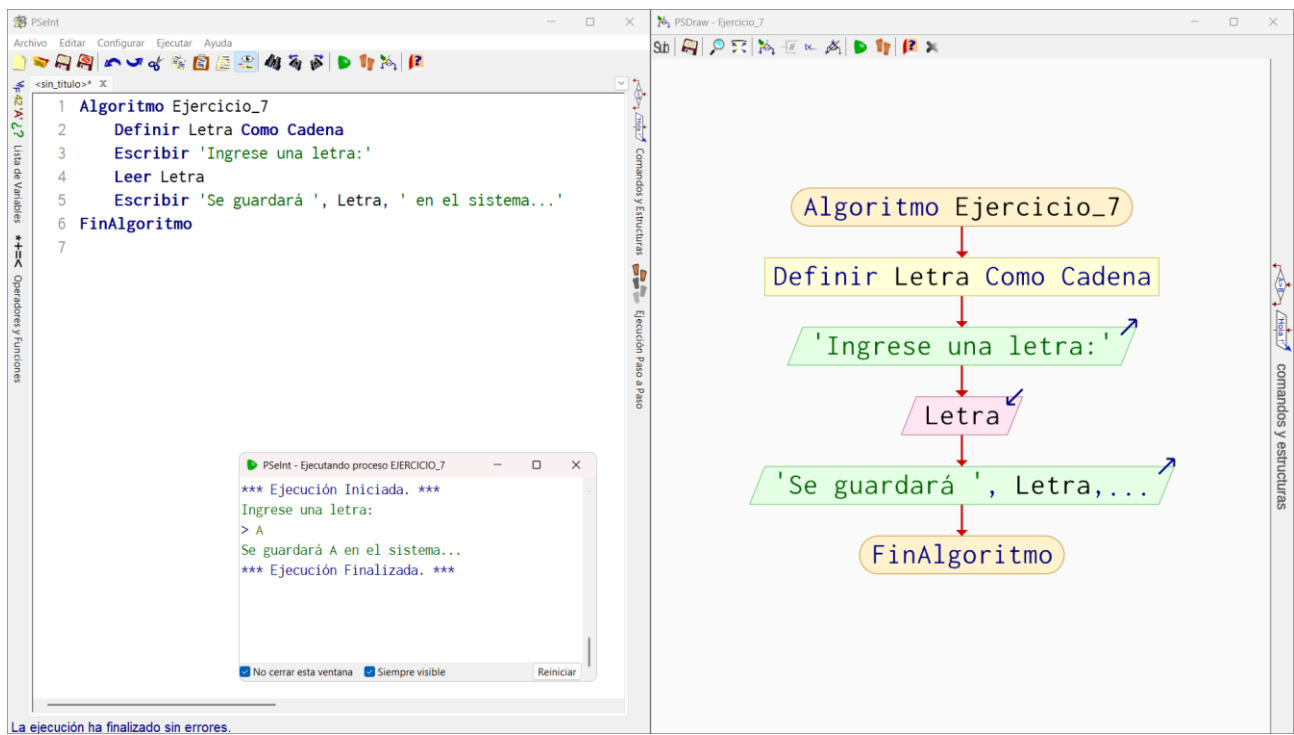 PSeInt
Archivo Editar Configurar Ejecutar Ayuda
<sin_titulo>* X
1 Algoritmo Ejercicio_7
2 Definir Letra Como Cadena
3 Escribir 'Ingrese una letra:'
4 Leer Letra
5 Escribir 'Se guardará ', Letra, ' en el sistema...'
6 FinAlgoritmo
7
Lista de Variables
*+=< Operadores y Funciones
Comandos y Estructuras
Ejecución Paso a Paso
PSeInt - Ejecutando proceso EJERCICIO_7
*** Ejecución Iniciada. ***
Ingrese una letra:
> A
Se guardará A en el sistema...
*** Ejecución Finalizada. ***
No cerrar esta ventana Siempre visible Reiniciar
La ejecución ha finalizado sin errores.
PSDraw - Ejercicio_7
Sub
Algoritmo Ejercicio_7
Definir Letra Como Cadena
'Ingrese una letra:'
Letra
'Se guardará ', Letra,...
FinAlgoritmo
comandos y estructuras